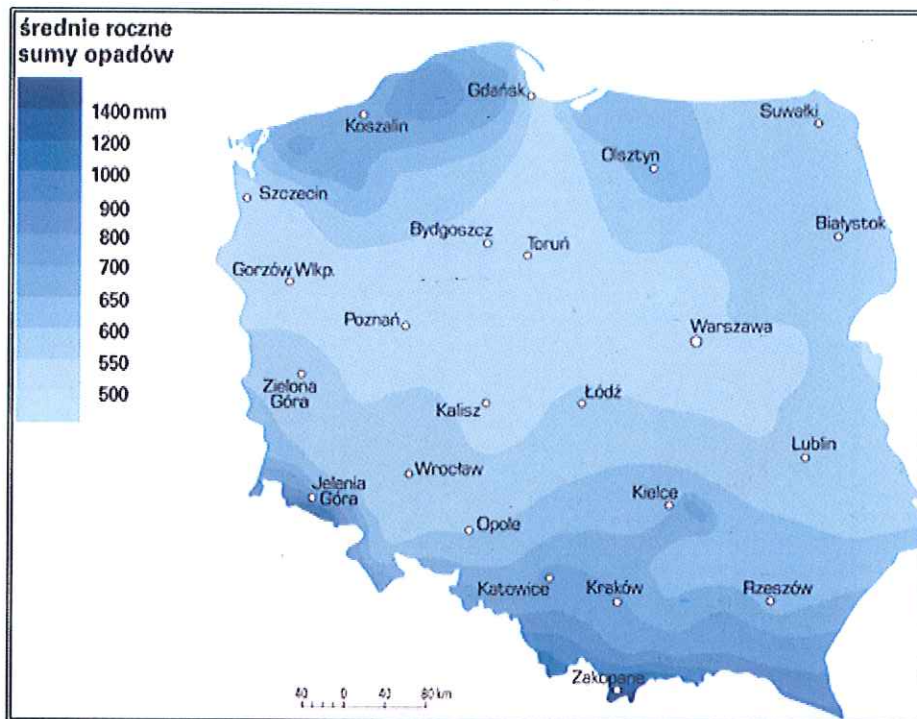 średnie roczne
sumy opadów
1400 mm
1200
1000
900
800
700
650
600
550
500
Gdańsk
Suwałki
Koszalin
Olsztyn
Szczecin
Bydgoszcz
Toruń
Białystok
Gorzów Wlkp.
Poznań
Warszawa
Zielona
Góra
Kalisz
Łódź
Lublin
Wrocław
Jelenia
Góra
Kielce
Opole
Katowice
Kraków
Rzeszów
Zakopane
40 0 40 80 km